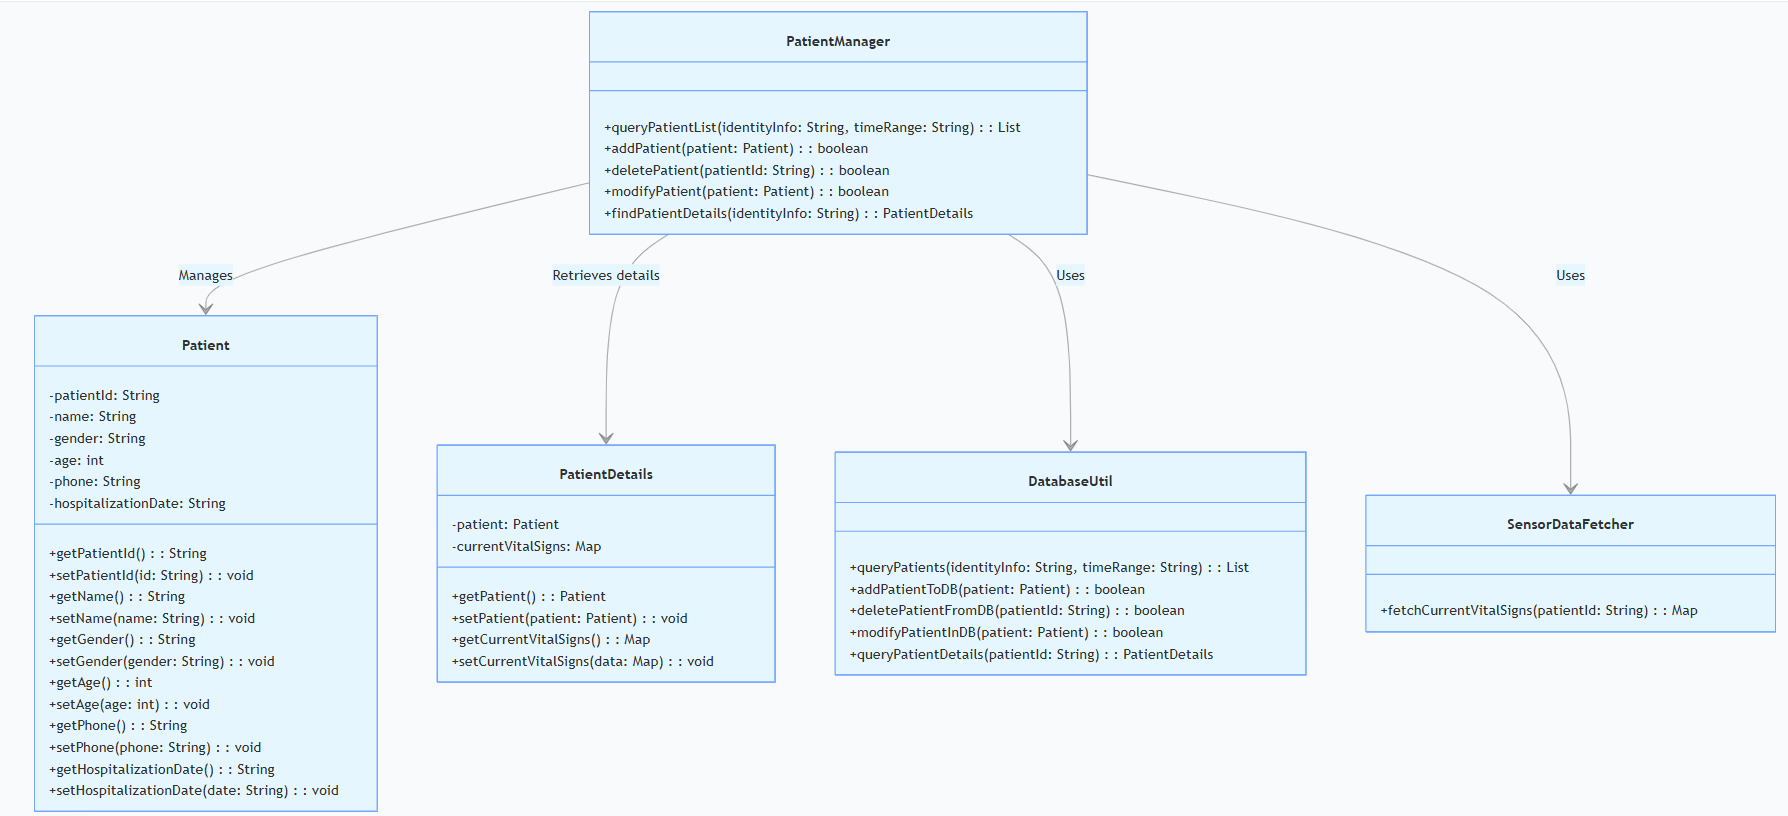 PatientManager
+queryPatientList(identityInfo: String, timeRange: String) : : List
+addPatient(patient: Patient) : : boolean
+deletePatient(patientId: String) : : boolean
+modifyPatient(patient: Patient) : : boolean
+findPatientDetails(identityInfo: String) : : PatientDetails
Manages
Retrieves details
Uses
Uses
Patient
-patientId: String
-name: String
-gender: String
-age: int
-phone: String
-hospitalizationDate: String
+getPatientId() : : String
+setPatientId(id: String) : : void
+getName() : : String
+setName(name: String) : : void
+getGender() : : String
+setGender(gender: String) : : void
+getAge() : : int
+setAge(age: int) : : void
+getPhone() : : String
+setPhone(phone: String) : : void
+getHospitalizationDate() : : String
+setHospitalizationDate(date: String) : : void
PatientDetails
-patient: Patient
-currentVitalSigns: Map
+getPatient() : : Patient
+setPatient(patient: Patient) : : void
+getCurrentVitalSigns() : : Map
+setCurrentVitalSigns(data: Map) : : void
DatabaseUtil
+queryPatients(identityInfo: String, timeRange: String) : : List
+addPatientToDB(patient: Patient) : : boolean
+deletePatientFromDB(patientId: String) : : boolean
+modifyPatientInDB(patient: Patient) : : boolean
+queryPatientDetails(patientId: String) : : PatientDetails
SensorDataFetcher
+fetchCurrentVitalSigns(patientId: String) : : Map